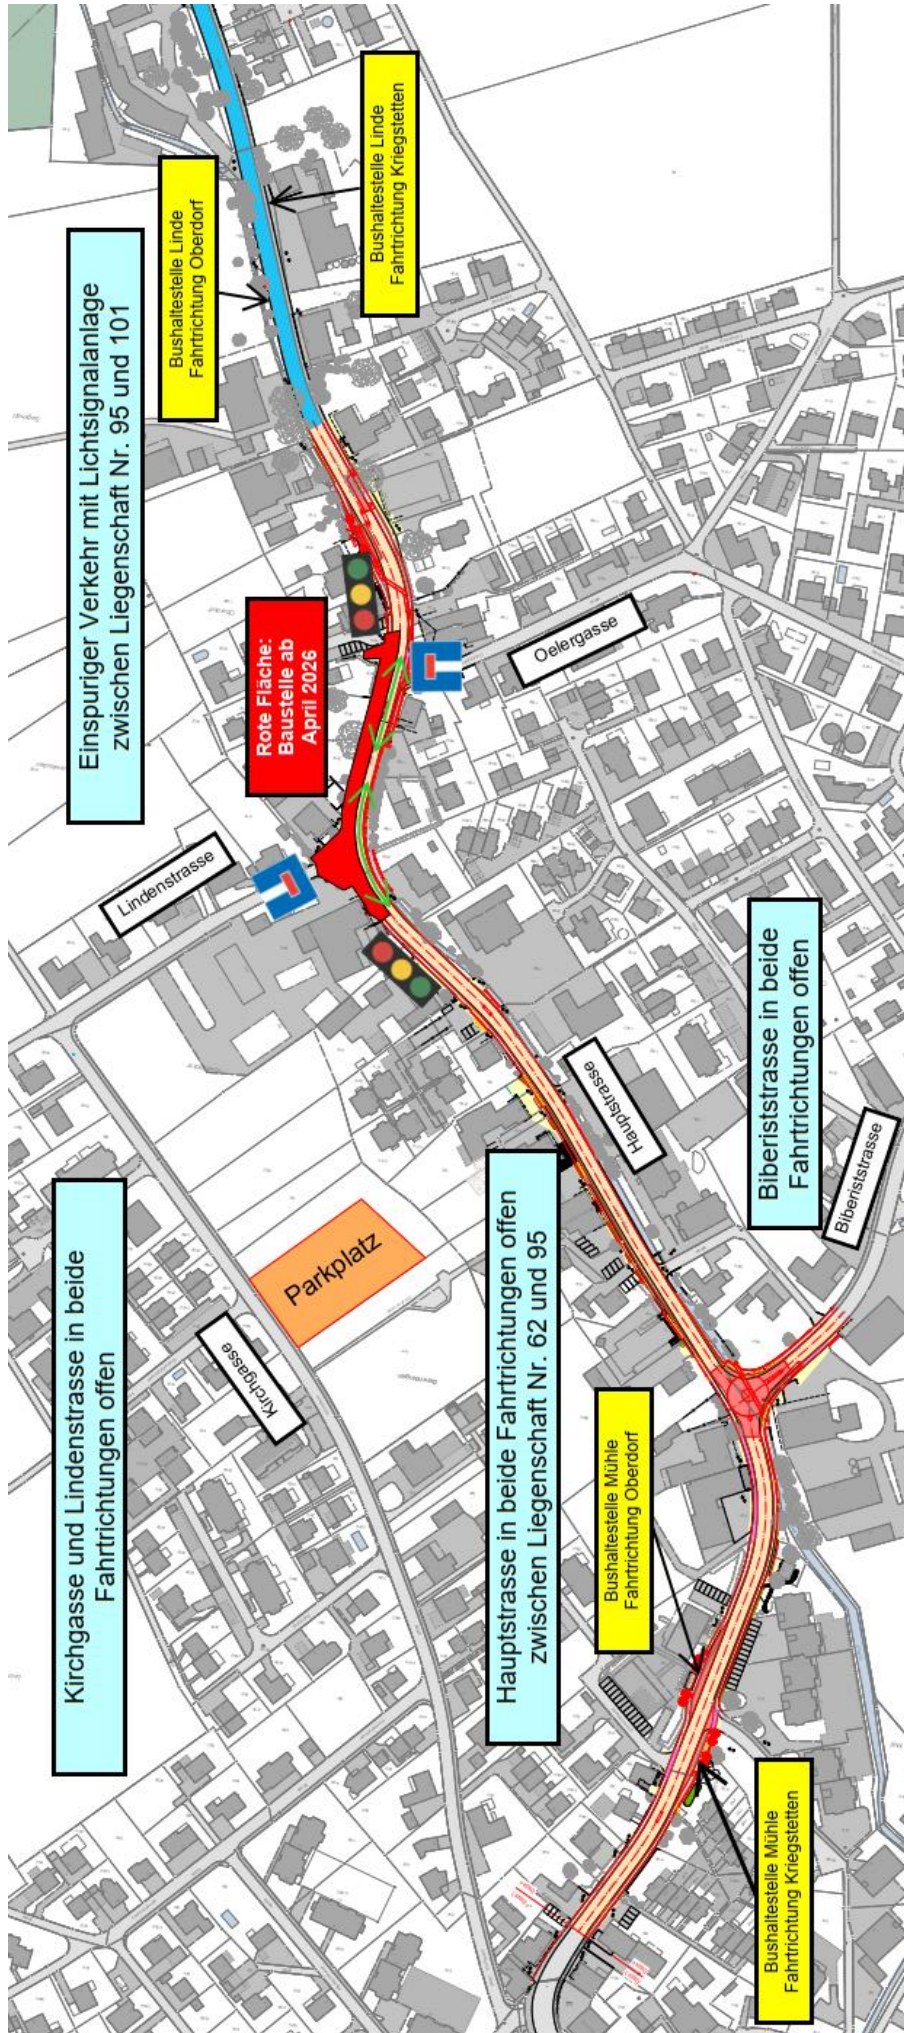 Kirchgasse und Lindenstrasse in beide
Fahrtrichtungen offen
Einspuriger Verkehr mit Lichtsignalanlage
zwischen Liegenschaft Nr. 95 und 101
Bushaltestelle Linde
Fahrtrichtung Oberdorf
Bushaltestelle Linde
Fahrtrichtung Kriegstetten
Lindenstrasse
Rote Fläche:
Baustelle ab
April 2026
Kirchgasse
Parkplatz
Oelergasse
Hauptstrasse in beide Fahrtrichtungen offen
zwischen Liegenschaft Nr. 62 und 95
Hauptstrasse
Bushaltestelle Mühle
Fahrtrichtung Oberdorf
Biberiststrasse in beide
Fahrtrichtungen offen
Biberiststrasse
Bushaltestelle Mühle
Fahrtrichtung Kriegstetten